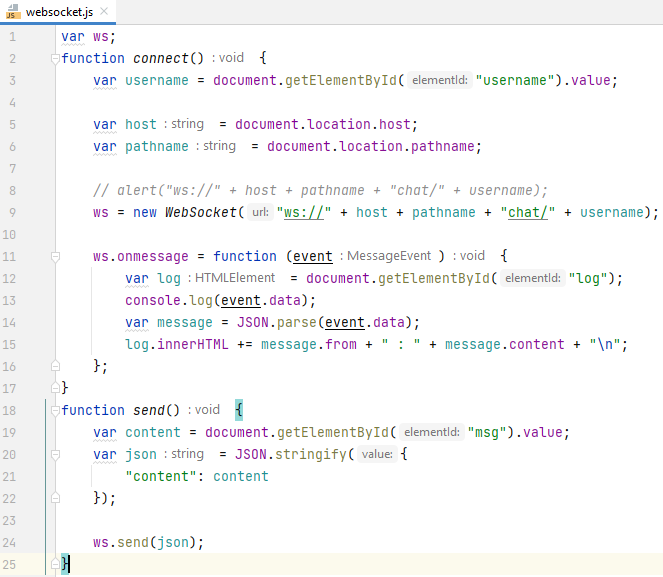 websocket.js
1 var ws;
2 function connect() : void {
3 var username = document.getElementById( elementId: "username").value;
4
5 var host : string = document.location.host;
6 var pathname : string = document.location.pathname;
7
8 // alert("ws://" + host + pathname + "chat/" + username);
9 ws = new WebSocket( url: "ws://" + host + pathname + "chat/" + username);
10
11 ws.onmessage = function (event : MessageEvent ) : void {
12 var log : HTMLElement = document.getElementById( elementId: "log");
13 console.log(event.data);
14 var message = JSON.parse(event.data);
15 log.innerHTML += message.from + " : " + message.content + "\n";
16 };
17 }
18 function send() : void {
19 var content = document.getElementById( elementId: "msg").value;
20 var json : string = JSON.stringify( value: {
21 "content": content
22 });
23
24 ws.send(json);
25 }